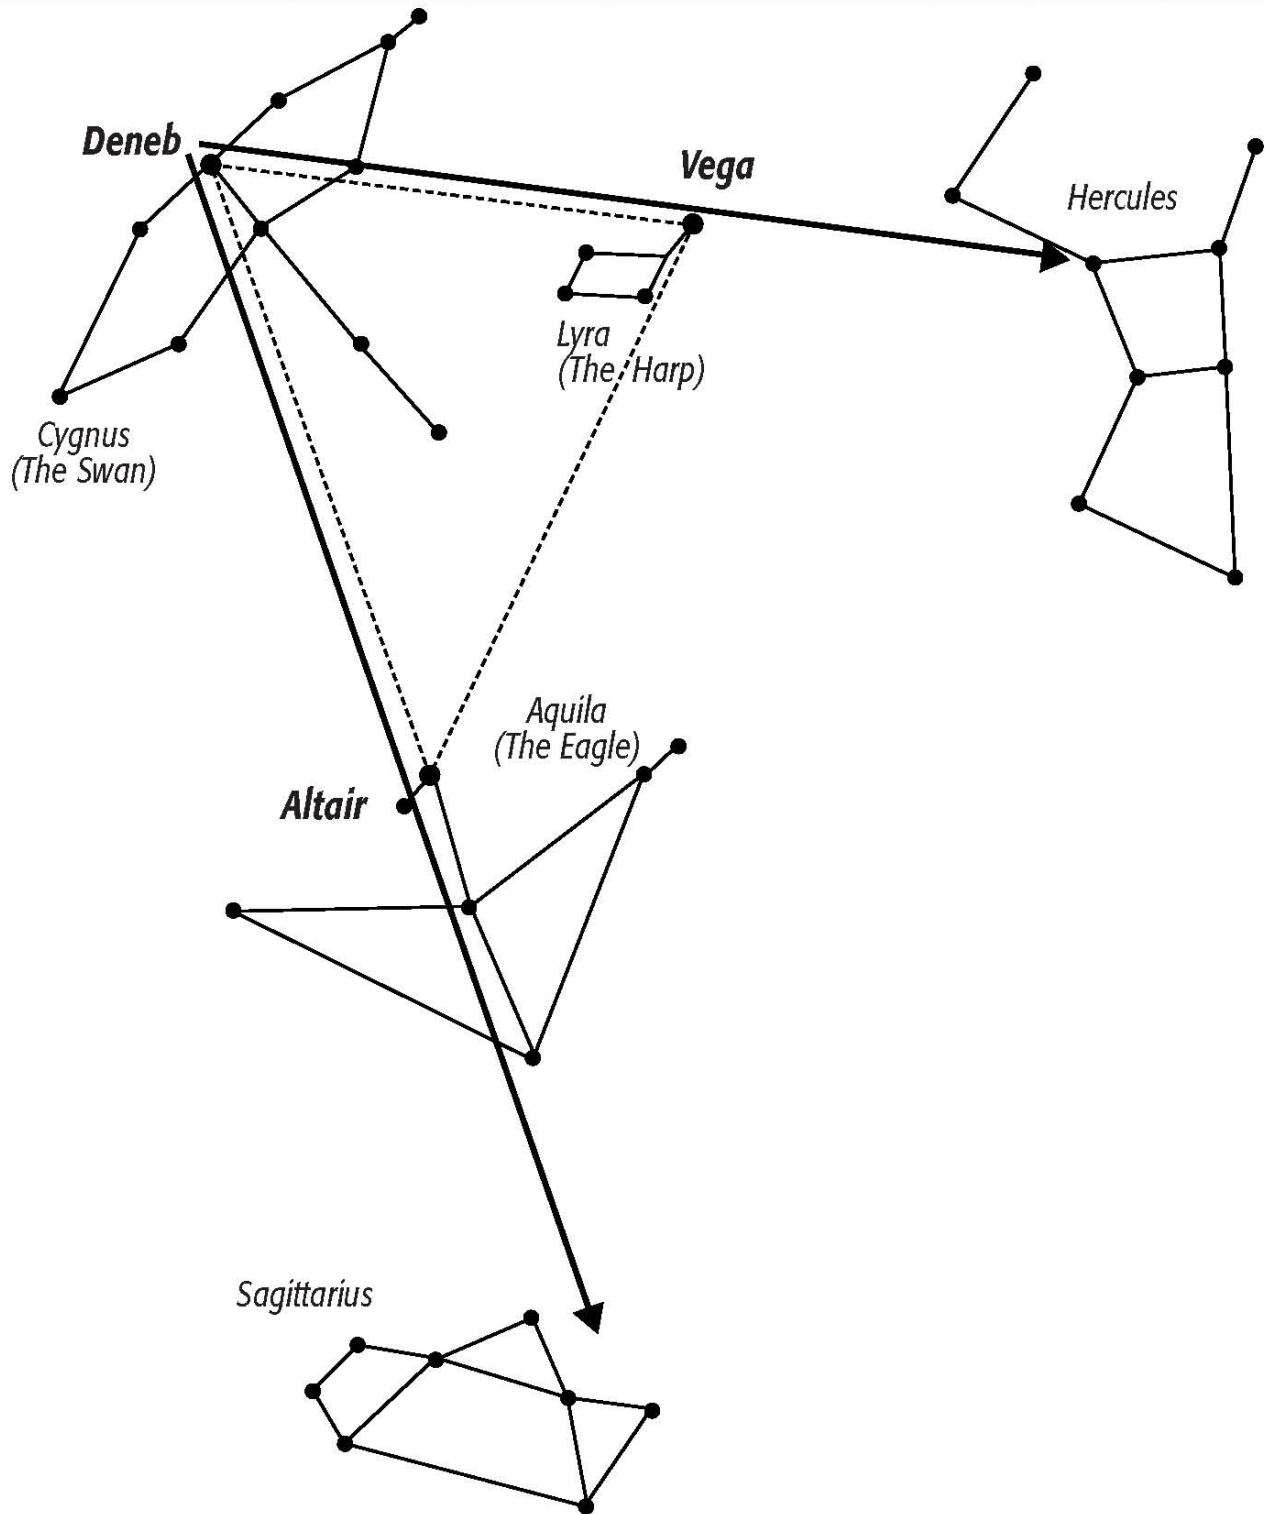 Deneb
Vega
Hercules
Lyra
(The Harp)
Cygnus
(The Swan)
Aquila
(The Eagle)
Altair
Sagittarius